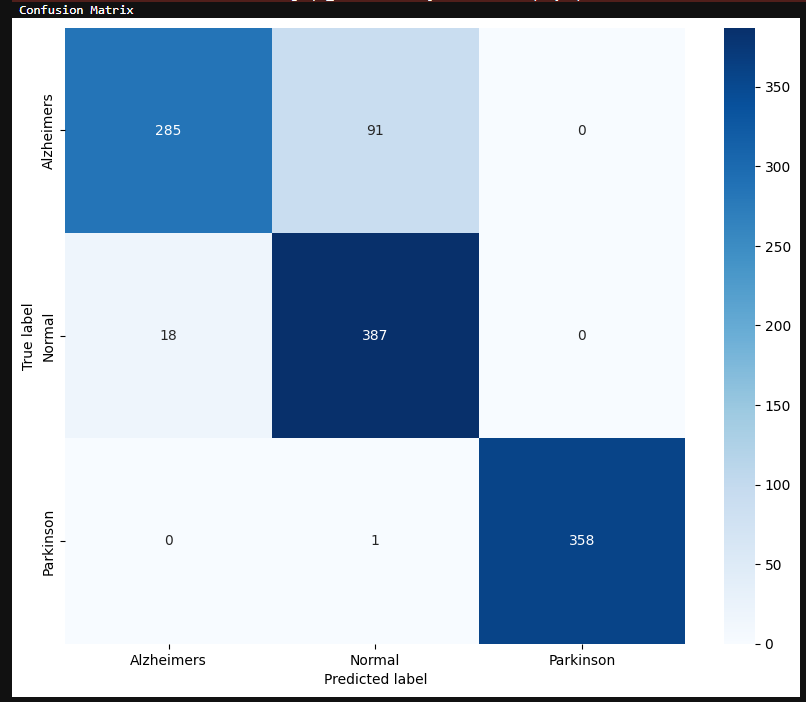 Confusion Matrix
Alzheimers
285
91
0
350
300
250
True label
Normal
18
387
0
200
150
100
Parkinson
0
1
358
50
0
Alzheimers
Normal
Parkinson
Predicted label